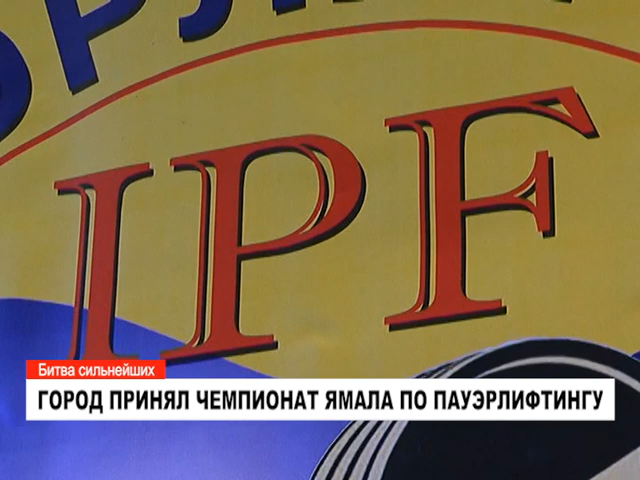 IPF
Битва сильнейших
ГОРОД ПРИНЯЛ ЧЕМПИОНАТ ЯМАЛА ПО ПАУЭРЛИФТИНГУ